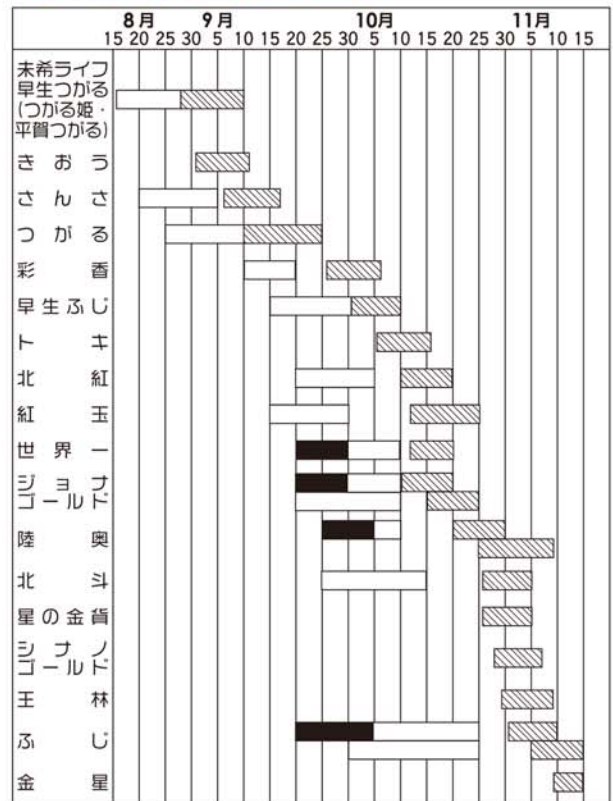 8月 9月 10月 11月
15 20 25 30 5 10 15 20 25 30 5 10 15 20 25 30 5 10 15
未希ライフ
早生つがる
(つがる姫・
平賀つがる)
きおう
さんさ
つがる
彩香
早生ふじ
トキ
北紅
紅玉
世界一
ジョナ
ゴールド
陸奥
北斗
星の金貨
シナノ
ゴールド
王林
ふじ
金星